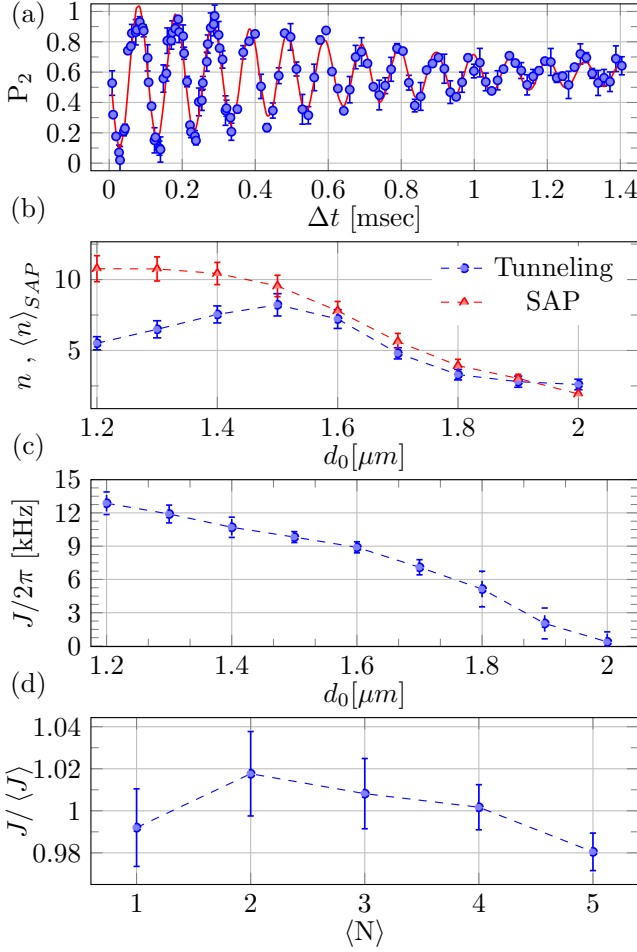 (a)
P₂
1
0.8
0.6
0.4
0.2
0
0 0.2 0.4 0.6 0.8 1 1.2 1.4
Δt [msec]
(b)
n , ⟨n⟩_SAP
10
5
Tunneling
SAP
1.2 1.4 1.6 1.8 2
d₀[μm]
(c)
J/2π [kHz]
15
12
9
6
3
0
1.2 1.4 1.6 1.8 2
d₀[μm]
(d)
J/⟨J⟩
1.04
1.02
1
0.98
1 2 3 4 5
⟨N⟩